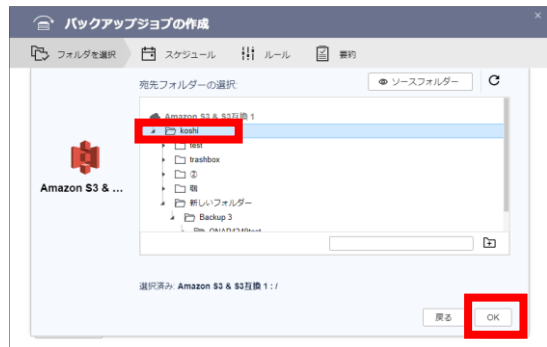 バックアップジョブの作成
フォルダを選択 スケジュール ルール 要約
宛先フォルダーの選択: ソースフォルダー
Amazon S3 & S3互換 1
koshi
test
trashbox
②
新しいフォルダー
Backup 3
Amazon S3 & ...
選択済み: Amazon S3 & S3互換 1 : /
戻る OK